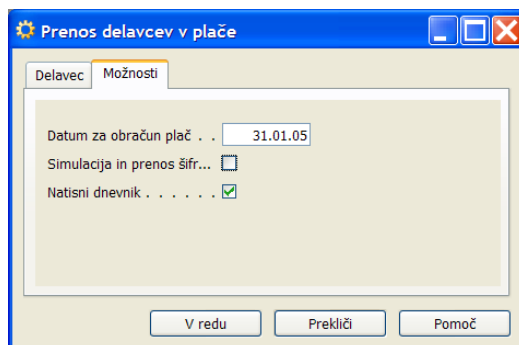 Prenos delavcev v plače
Delavec Možnosti
Datum za obračun plač . . 31.01.05
Simulacija in prenos šifr...
Natisni dnevnik . . . . . .
V redu Prekliči Pomoč